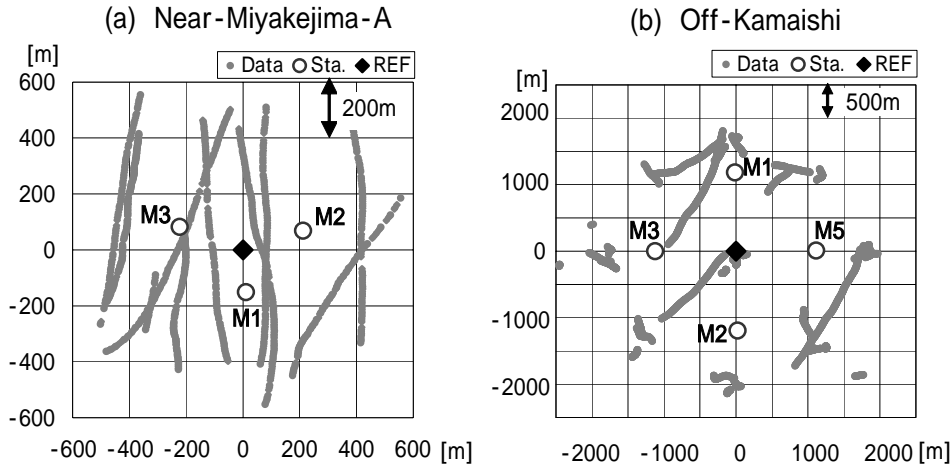 (a) Near-Miyakejima-A
[m]
Data Sta. REF
600
200m
400
200
M3
M2
0
M1
-200
-400
-600
-600 -400 -200 0 200 400 600 [m]
(b) Off-Kamaishi
[m]
Data Sta. REF
2000
500m
M1
1000
M3
M5
0
-1000
M2
-2000
-2000 -1000 0 1000 2000 [m]